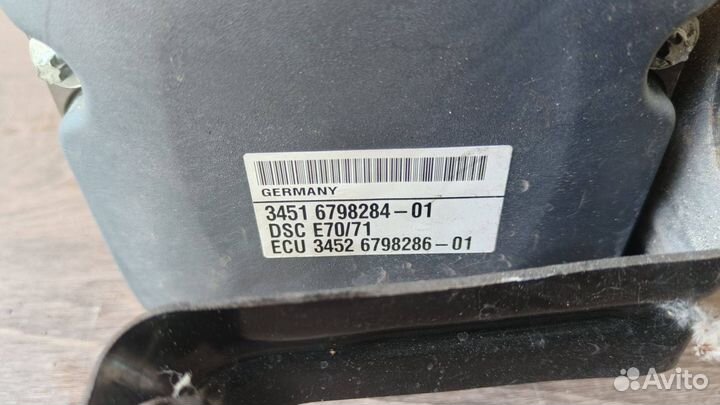 GERMANY
3451 6798284-01
DSC E70/71
ECU 3452 6798286-01
Avito